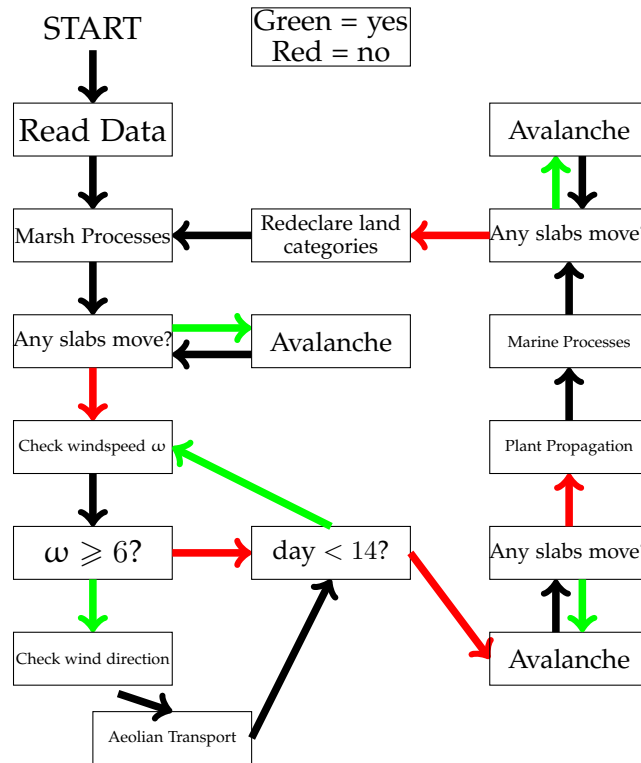 START
Green = yes
Red = no
Read Data
Avalanche
Marsh Processes
Redeclare land
categories
Any slabs move?
Any slabs move?
Avalanche
Marine Processes
Check windspeed ω
Plant Propagation
ω ⩾ 6?
day < 14?
Any slabs move?
Check wind direction
Avalanche
Aeolian Transport